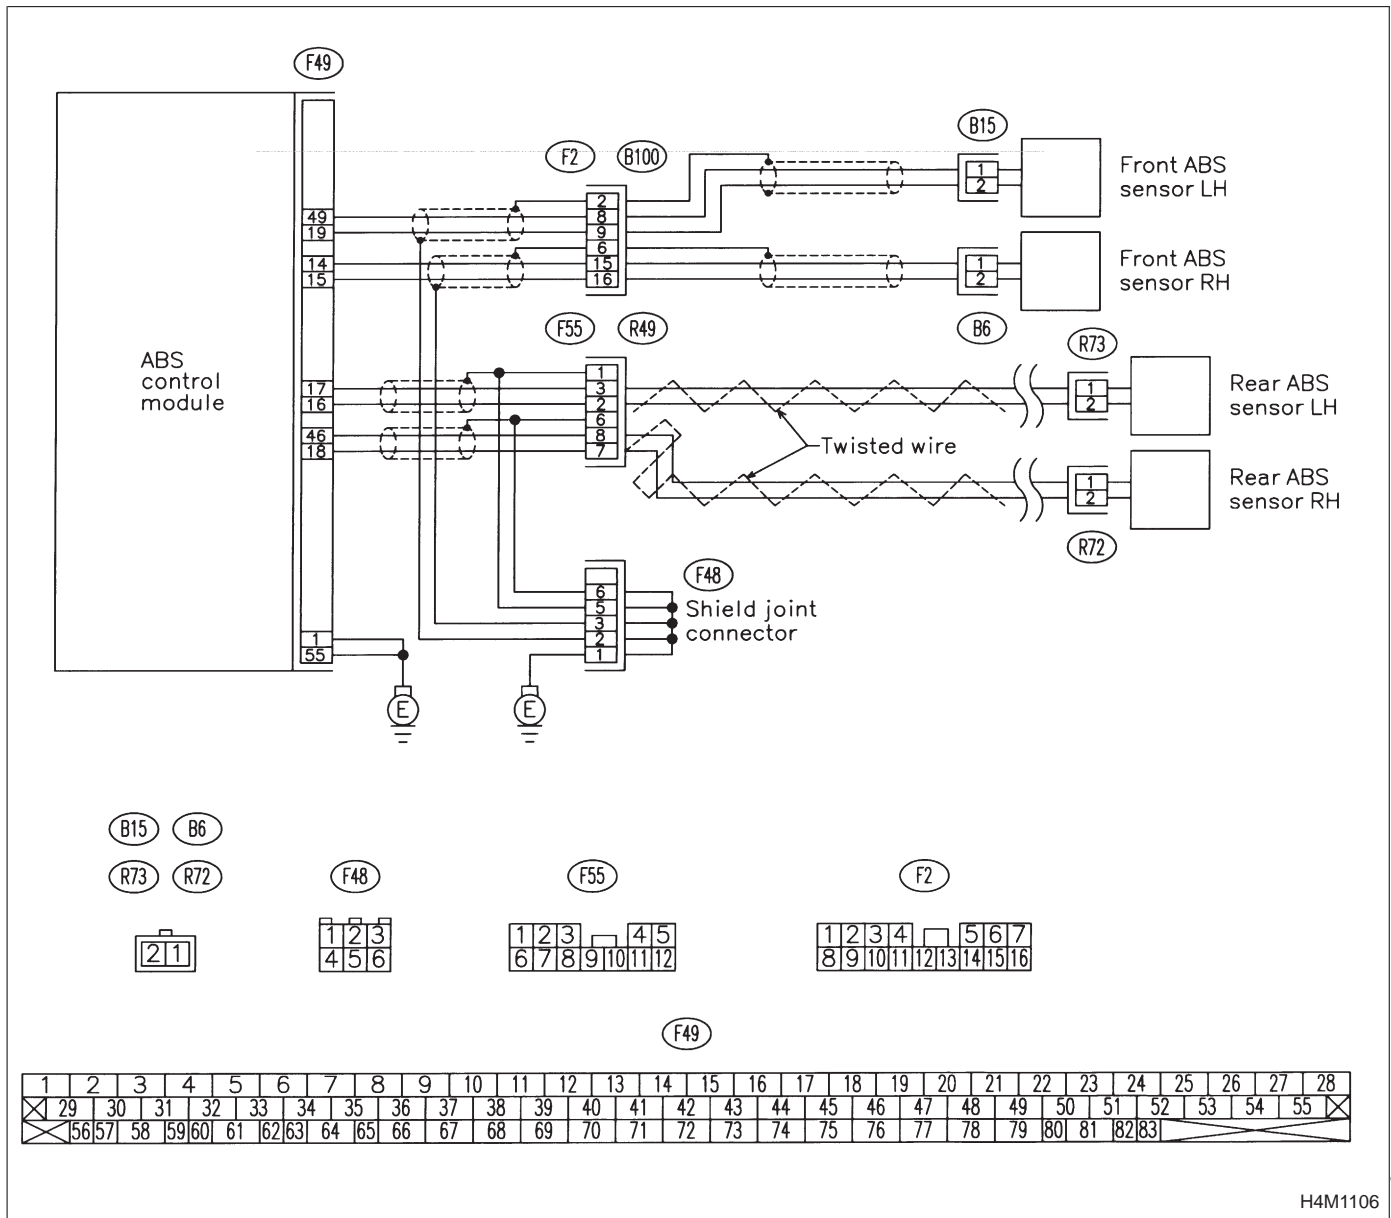 F49
B15
F2 B100
Front ABS
sensor LH
1
2
2
8
9
6
15
16
49
19
14
15
Front ABS
sensor RH
1
2
F55 R49
B6
R73
ABS
control
module
17
16
46
18
1
3
2
6
8
7
1
2
Rear ABS
sensor LH
Twisted wire
1
2
Rear ABS
sensor RH
R72
F48
6
5
3
2
1
Shield joint
connector
1
55
E E
B15 B6
R73 R72
F48
F55
F2
2 1
1 2 3
4 5 6
1 2 3 4 5
6 7 8 9 10 11 12
1 2 3 4 5 6 7
8 9 10 11 12 13 14 15 16
F49
1 2 3 4 5 6 7 8 9 10 11 12 13 14 15 16 17 18 19 20 21 22 23 24 25 26 27 28
29 30 31 32 33 34 35 36 37 38 39 40 41 42 43 44 45 46 47 48 49 50 51 52 53 54 55
56 57 58 59 60 61 62 63 64 65 66 67 68 69 70 71 72 73 74 75 76 77 78 79 80 81 82 83
H4M1106